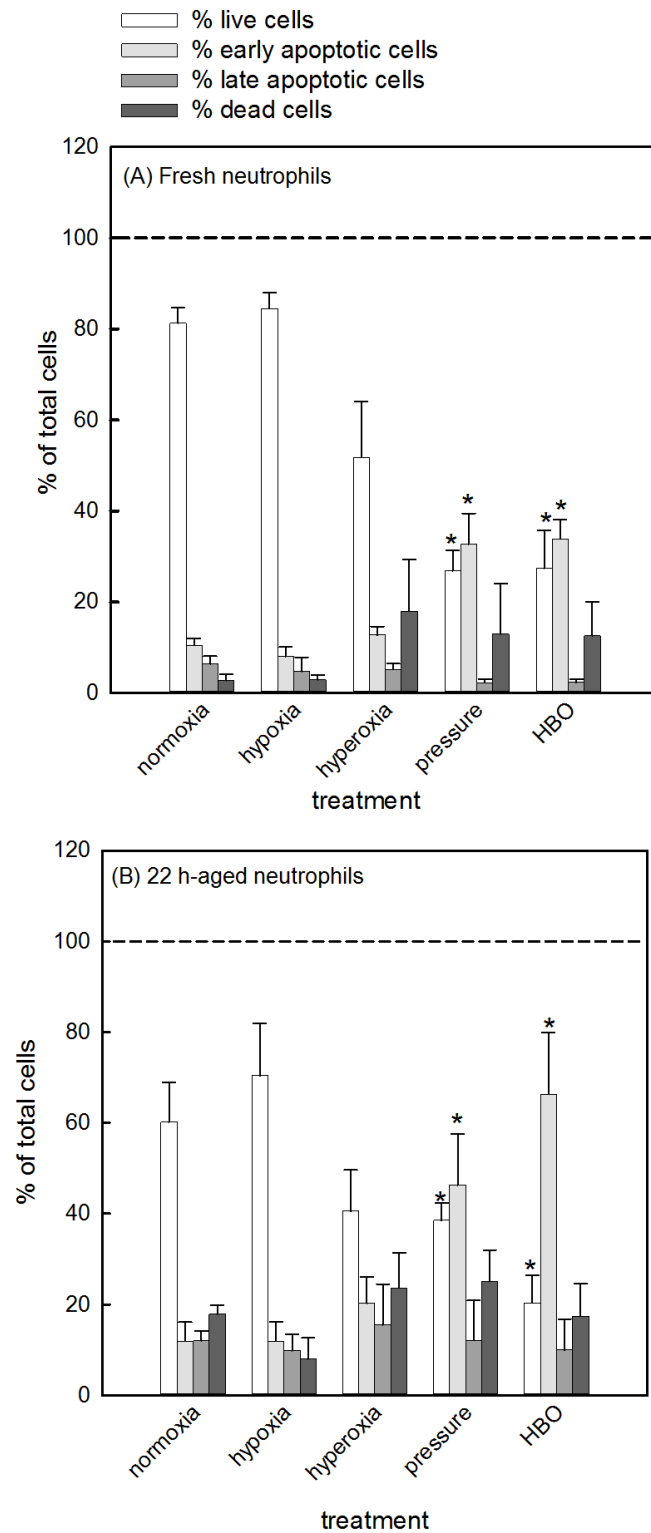 % live cells
% early apoptotic cells
% late apoptotic cells
% dead cells
120
(A) Fresh neutrophils
100
80
60
40
20
0
% of total cells
* * * *
normoxia hypoxia hyperoxia pressure HBO
treatment
120
(B) 22 h-aged neutrophils
100
80
60
40
20
0
% of total cells
* * * *
normoxia hypoxia hyperoxia pressure HBO
treatment